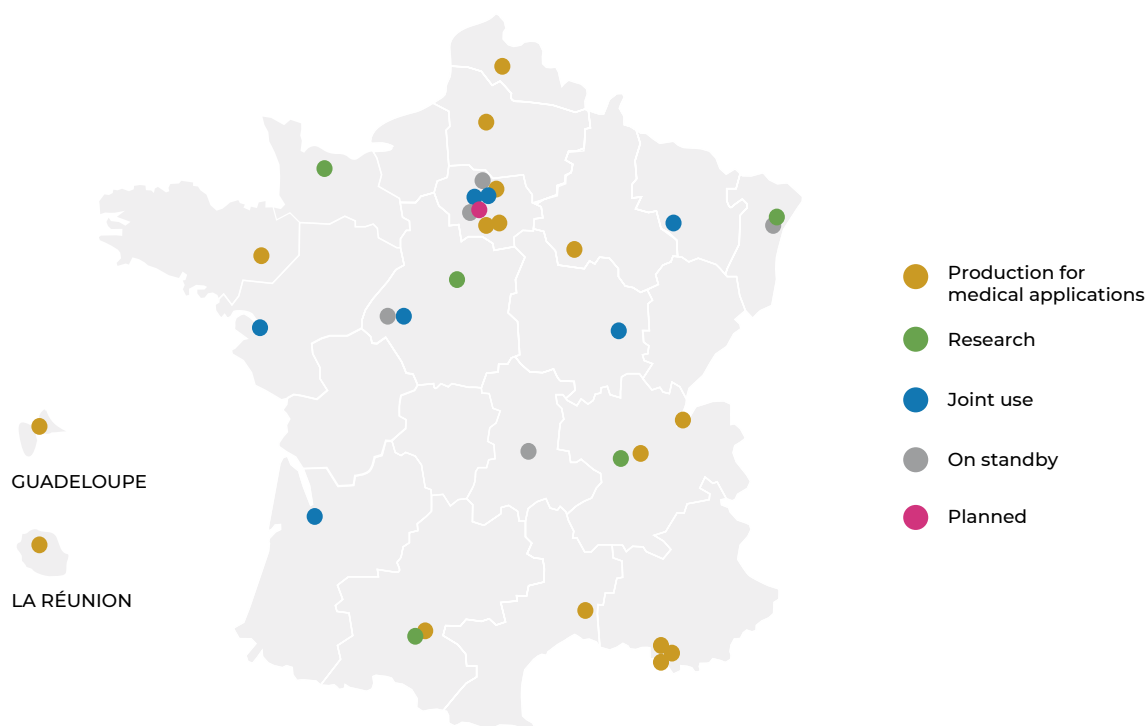 Production for
medical applications
Research
Joint use
On standby
Planned
GUADELOUPE
LA RÉUNION